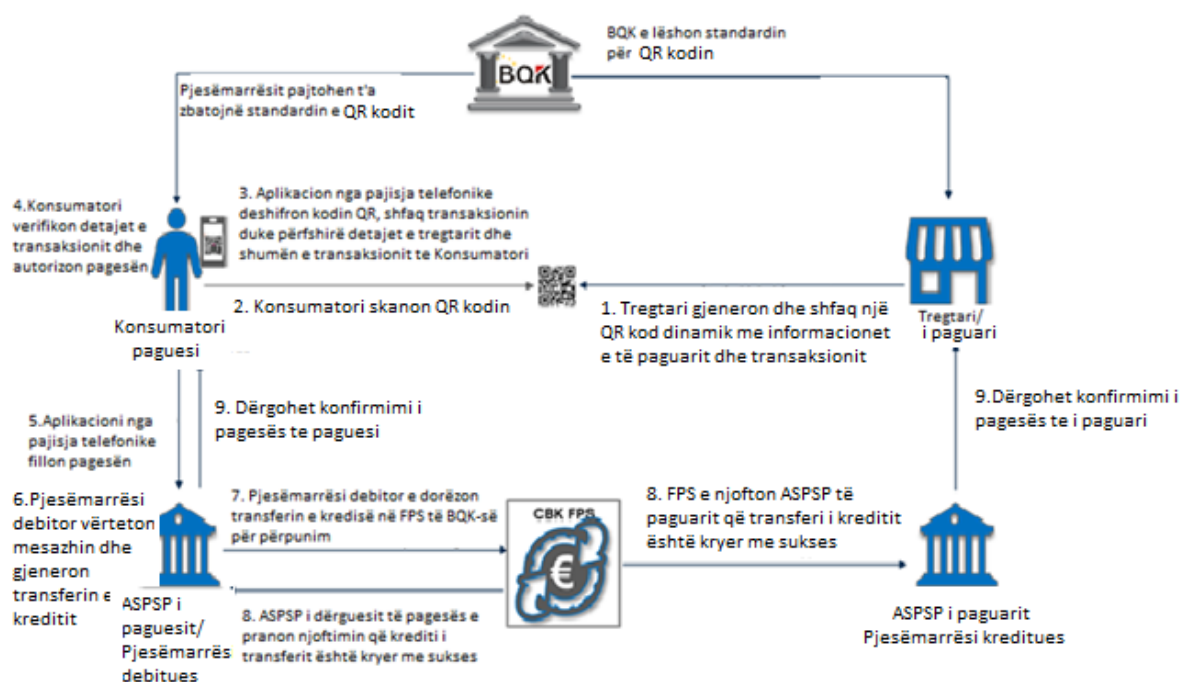 BQK e lëshon standardin
për QR kodin
BQK
Pjesëmarrësit pajtohen t'a
zbatojnë standardin e QR kodit
4.Konsumatori
verifikon detajet e
transaksionit dhe
autorizon pagesën
3. Aplikacion nga pajisja telefonike
deshifron kodin QR, shfaq transaksionin
duke përfshirë detajet e tregtarit dhe
shumën e transaksionit te Konsumatori
2. Konsumatori skanon QR kodin
1. Tregtari gjeneron dhe shfaq një
QR kod dinamik me informacionet
e të paguarit dhe transaksionit
Tregtari/
i paguari
Konsumatori
paguesi
5.Aplikacioni nga
pajisja telefonike
fillon pagesën
9. Dërgohet konfirmimi i
pagesës te paguesi
9.Dërgohet konfirmimi i
pagesës te i paguari
6.Pjesëmarrësi
debitor vërteton
mesazhin dhe
gjeneron
transferin e
kreditit
7. Pjesëmarrësi debitor e dorëzon
transferin e kredisë në FPS të BQK-së
për përpunim
CBK FPS
€
8. FPS e njofton ASPSP të
paguarit që transferi i kreditit
është kryer me sukses
ASPSP i
paguesit/
Pjesëmarrës
debitues
8. ASPSP i dërguesit të pagesës e
pranon njoftimin që krediti i
transferit është kryer me sukses
ASPSP i paguarit
Pjesëmarrësi kreditues